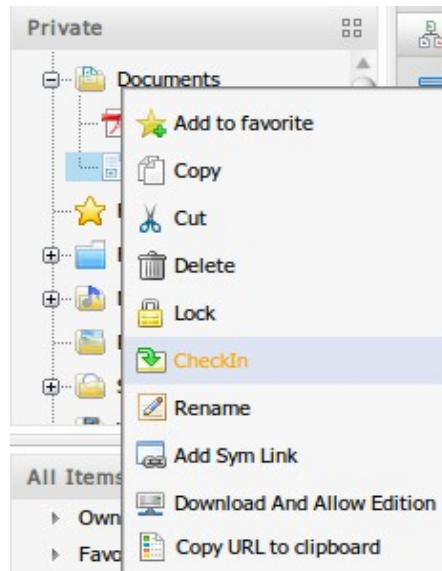 Private
Documents
Add to favorite
Copy
Cut
Delete
Lock
CheckIn
Rename
Add Sym Link
Download And Allow Edition
Copy URL to clipboard
All Items
Own
Favo